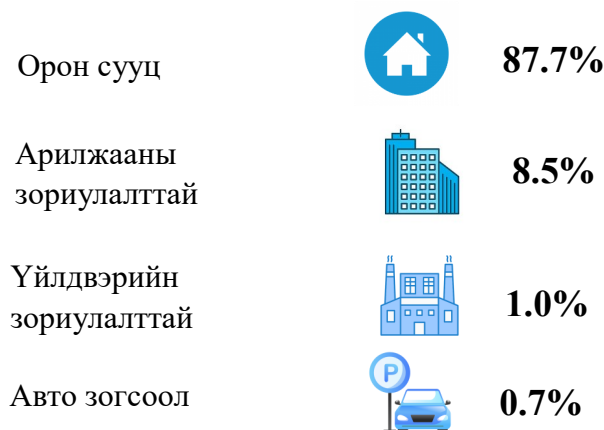 Орон сууц 87.7%
Арилжааны
зориулалттай 8.5%
Үйлдвэрийн
зориулалттай 1.0%
P
Авто зогсоол 0.7%